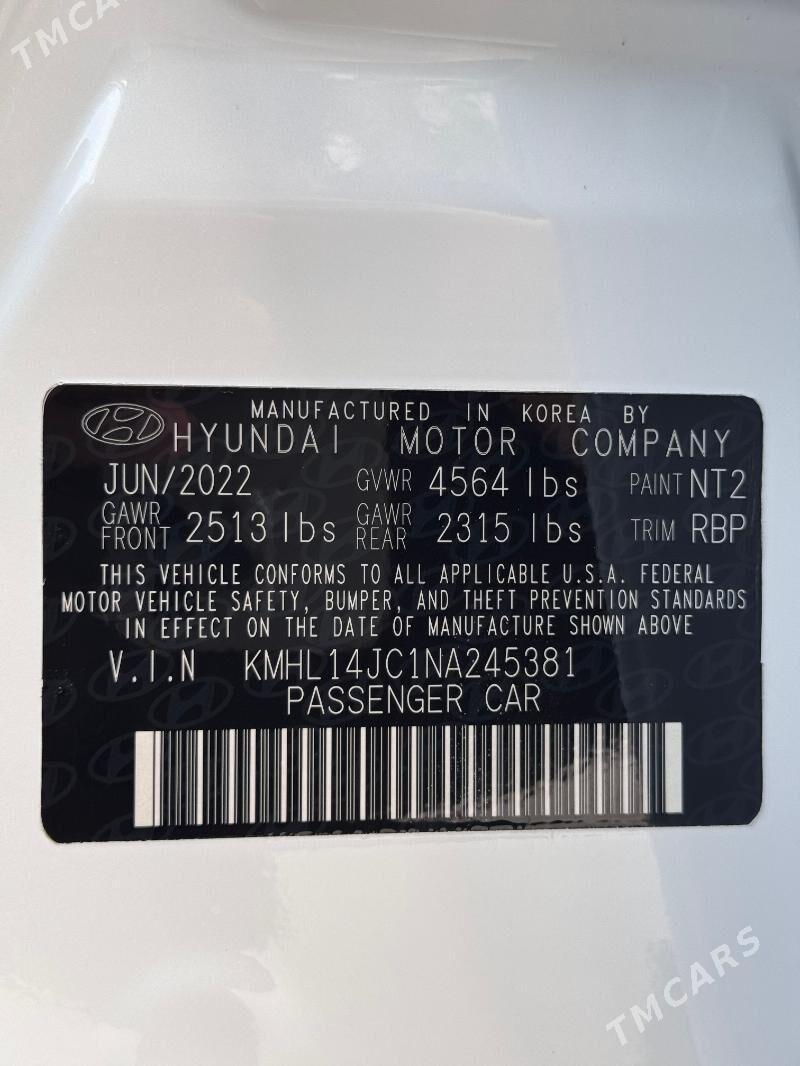 TMCARS
MANUFACTURED IN KOREA BY
HYUNDAI MOTOR COMPANY
JUN/2022 GVWR 4564 lbs PAINT NT2
GAWR FRONT 2513 lbs GAWR REAR 2315 lbs TRIM RBP
THIS VEHICLE CONFORMS TO ALL APPLICABLE U.S.A. FEDERAL
MOTOR VEHICLE SAFETY, BUMPER, AND THEFT PREVENTION STANDARDS
IN EFFECT ON THE DATE OF MANUFACTURE SHOWN ABOVE
V.I.N KMHL14JC1NA245381
PASSENGER CAR
TMCARS